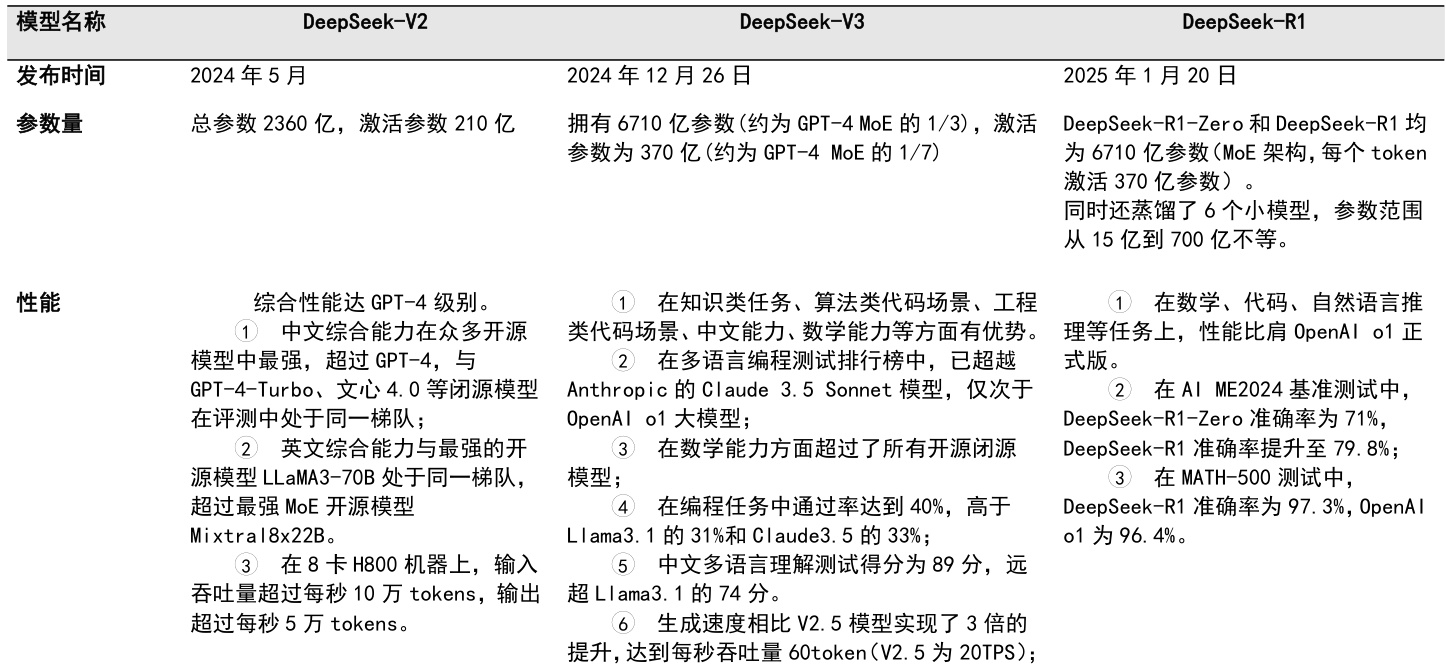 模型名称 DeepSeek-V2 DeepSeek-V3 DeepSeek-R1
发布时间 2024 年 5 月 2024 年 12 月 26 日 2025 年 1 月 20 日
参数量
总参数 2360 亿，激活参数 210 亿
拥有 6710 亿参数(约为 GPT-4 MoE 的 1/3)，激活
参数为 370 亿(约为 GPT-4 MoE 的 1/7)
DeepSeek-R1-Zero 和 DeepSeek-R1 均
为 6710 亿参数(MoE 架构,每个 token
激活 370 亿参数）。
同时还蒸馏了 6 个小模型，参数范围
从 15 亿到 700 亿不等。
性能
综合性能达 GPT-4 级别。
① 中文综合能力在众多开源
模型中最强，超过 GPT-4，与
GPT-4-Turbo、文心 4.0 等闭源模型
在评测中处于同一梯队；
② 英文综合能力与最强的开
源模型 LLaMA3-70B 处于同一梯队，
超过最强 MoE 开源模型
Mixtral8x22B。
③ 在 8 卡 H800 机器上，输入
吞吐量超过每秒 10 万 tokens，输出
超过每秒 5 万 tokens。
① 在知识类任务、算法类代码场景、工程
类代码场景、中文能力、数学能力等方面有优势。
② 在多语言编程测试排行榜中，已超越
Anthropic 的 Claude 3.5 Sonnet 模型，仅次于
OpenAI o1 大模型；
③ 在数学能力方面超过了所有开源闭源
模型；
④ 在编程任务中通过率达到 40%，高于
Llama3.1 的 31%和 Claude3.5 的 33%；
⑤ 中文多语言理解测试得分为 89 分，远
超 Llama3.1 的 74 分。
⑥ 生成速度相比 V2.5 模型实现了 3 倍的
提升,达到每秒吞吐量 60token(V2.5 为 20TPS)；
① 在数学、代码、自然语言推
理等任务上，性能比肩 OpenAI o1 正
式版。
② 在 AI ME2024 基准测试中，
DeepSeek-R1-Zero 准确率为 71%，
DeepSeek-R1 准确率提升至 79.8%；
③ 在 MATH-500 测试中，
DeepSeek-R1 准确率为 97.3%,OpenAI
o1 为 96.4%。